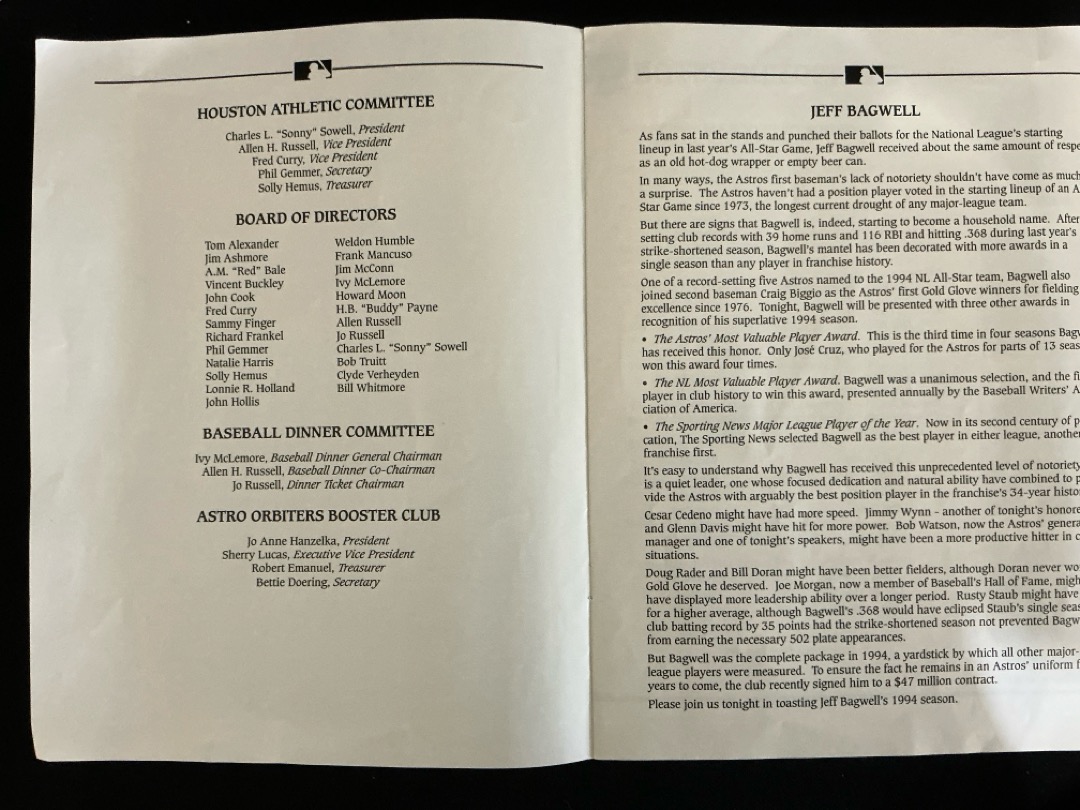 HOUSTON ATHLETIC COMMITTEE
Charles L. "Sonny" Sowell, President
Allen H. Russell, Vice President
Fred Curry, Vice President
Phil Gemmer, Secretary
Solly Hemus, Treasurer
BOARD OF DIRECTORS
Tom Alexander
Jim Ashmore
A.M. "Red" Bale
Vincent Buckley
John Cook
Fred Curry
Sammy Finger
Richard Frankel
Phil Gemmer
Natalie Harris
Solly Hemus
Lonnie R. Holland
John Hollis
Weldon Humble
Frank Mancuso
Jim McConn
Ivy McLemore
Howard Moon
H.B. "Buddy" Payne
Allen Russell
Jo Russell
Charles L. "Sonny" Sowell
Bob Truitt
Clyde Verheyden
Bill Whitmore
BASEBALL DINNER COMMITTEE
Ivy McLemore, Baseball Dinner General Chairman
Allen H. Russell, Baseball Dinner Co-Chairman
Jo Russell, Dinner Ticket Chairman
ASTRO ORBITERS BOOSTER CLUB
Jo Anne Hanzelka, President
Sherry Lucas, Executive Vice President
Robert Emanuel, Treasurer
Bettie Doering, Secretary
JEFF BAGWELL
As fans sat in the stands and punched their ballots for the National League's starting
lineup in last year's All-Star Game, Jeff Bagwell received about the same amount of
as an old hot-dog wrapper or empty beer can.
In many ways, the Astros first baseman's lack of notoriety shouldn't have come as much
a surprise. The Astros haven't had a position player voted in the starting lineup of an
Star Game since 1973, the longest current drought of any major-league team.
But there are signs that Bagwell is, indeed, starting to become a household name. After
setting club records with 39 home runs and 116 RBI and hitting .368 during last year's
strike-shortened season, Bagwell's mantel has been decorated with more awards in a
single season than any player in franchise history.
One of a record-setting five Astros named to the 1994 NL All-Star team, Bagwell also
joined second baseman Craig Biggio as the Astros' first Gold Glove winners for fielding
excellence since 1976. Tonight, Bagwell will be presented with three other awards in
recognition of his superlative 1994 season.
• The Astros' Most Valuable Player Award. This is the third time in four seasons
has received this honor. Only José Cruz, who played for the Astros for parts of 13
won this award four times.
• The NL Most Valuable Player Award. Bagwell was a unanimous selection, and the
player in club history to win this award, presented annually by the Baseball Writers'
ciation of America.
• The Sporting News Major League Player of the Year. Now in its second century of
cation, The Sporting News selected Bagwell as the best player in either league, another
franchise first.
It's easy to understand why Bagwell has received this unprecedented level of notoriety
is a quiet leader, one whose focused dedication and natural ability have combined to
vide the Astros with arguably the best position player in the franchise's 34-year
Cesar Cedeno might have had more speed. Jimmy Wynn – another of tonight's
and Glenn Davis might have hit for more power. Bob Watson, now the Astros'
manager and one of tonight's speakers, might have been a more productive hitter in
situations.
Doug Rader and Bill Doran might have been better fielders, although Doran never
Gold Glove he deserved. Joe Morgan, now a member of Baseball's Hall of Fame,
have displayed more leadership ability over a longer period. Rusty Staub might have
for a higher average, although Bagwell's .368 would have eclipsed Staub's single
club batting record by 35 points had the strike-shortened season not prevented
from earning the necessary 502 plate appearances.
But Bagwell was the complete package in 1994, a yardstick by which all other major-
league players were measured. To ensure the fact he remains in an Astros' uniform
years to come, the club recently signed him to a $47 million contract.
Please join us tonight in toasting Jeff Bagwell's 1994 season.